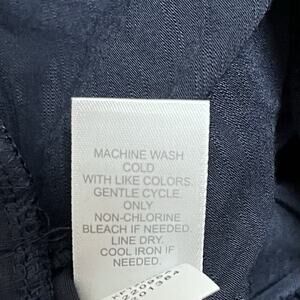 MACHINE WASH
COLD
WITH LIKE COLORS.
GENTLE CYCLE.
ONLY
NON-CHLORINE
BLEACH IF NEEDED.
LINE DRY.
COOL IRON IF
NEEDED.